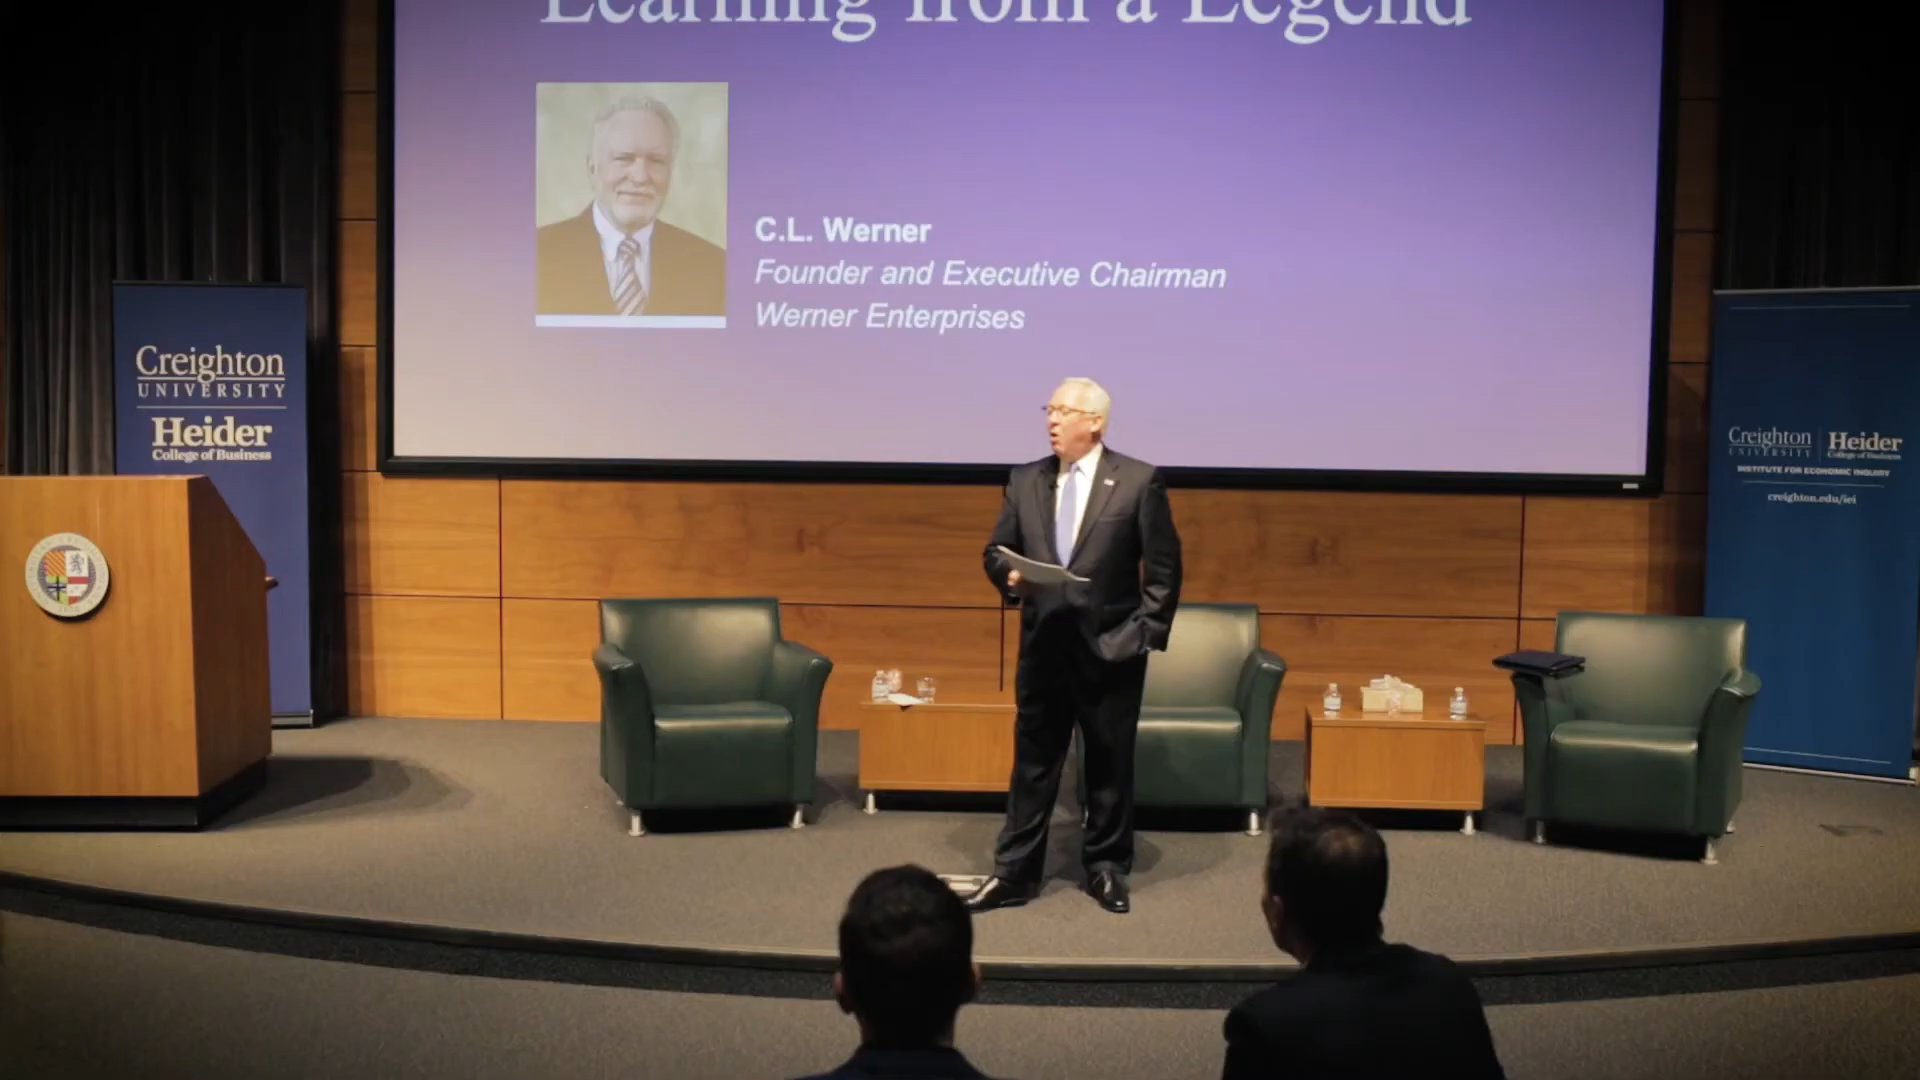 Learning from a Legend
C.L. Werner
Founder and Executive Chairman
Werner Enterprises
Creighton
UNIVERSITY
Heider
College of Business
Creighton
UNIVERSITY
Heider
College of Business
INSTITUTE FOR ECONOMIC INQUIRY
creighton.edu/iei